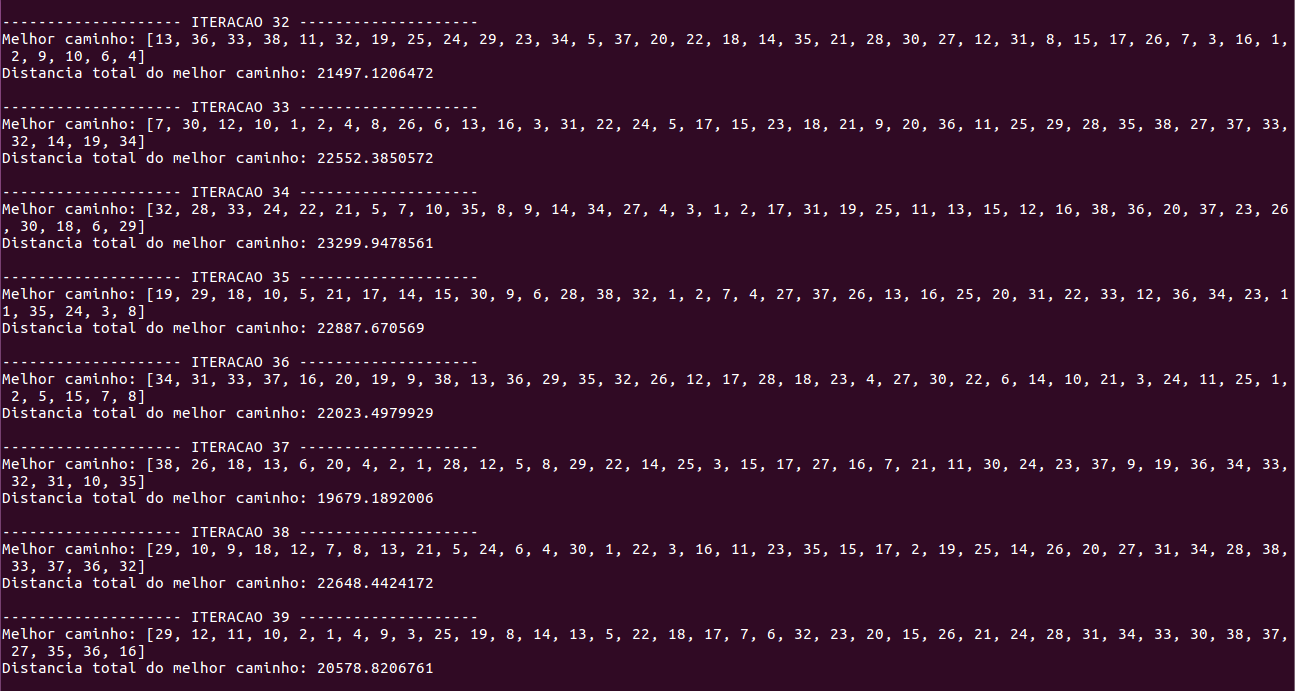 -------------------- ITERACAO 32 --------------------
Melhor caminho: [13, 36, 33, 38, 11, 32, 19, 25, 24, 29, 23, 34, 5, 37, 20, 22, 18, 14, 35, 21, 28, 30, 27, 12, 31, 8, 15, 17, 26, 7, 3, 16, 1,
 2, 9, 10, 6, 4]
Distancia total do melhor caminho: 21497.1206472
-------------------- ITERACAO 33 --------------------
Melhor caminho: [7, 30, 12, 10, 1, 2, 4, 8, 26, 6, 13, 16, 3, 31, 22, 24, 5, 17, 15, 23, 18, 21, 9, 20, 36, 11, 25, 29, 28, 35, 38, 27, 37, 33,
 32, 14, 19, 34]
Distancia total do melhor caminho: 22552.3850572
-------------------- ITERACAO 34 --------------------
Melhor caminho: [32, 28, 33, 24, 22, 21, 5, 7, 10, 35, 8, 9, 14, 34, 27, 4, 3, 1, 2, 17, 31, 19, 25, 11, 13, 15, 12, 16, 38, 36, 20, 37, 23, 26
, 30, 18, 6, 29]
Distancia total do melhor caminho: 23299.9478561
-------------------- ITERACAO 35 --------------------
Melhor caminho: [19, 29, 18, 10, 5, 21, 17, 14, 15, 30, 9, 6, 28, 38, 32, 1, 2, 7, 4, 27, 37, 26, 13, 16, 25, 20, 31, 22, 33, 12, 36, 34, 23, 1
1, 35, 24, 3, 8]
Distancia total do melhor caminho: 22887.670569
-------------------- ITERACAO 36 --------------------
Melhor caminho: [34, 31, 33, 37, 16, 20, 19, 9, 38, 13, 36, 29, 35, 32, 26, 12, 17, 28, 18, 23, 4, 27, 30, 22, 6, 14, 10, 21, 3, 24, 11, 25, 1,
 2, 5, 15, 7, 8]
Distancia total do melhor caminho: 22023.4979929
-------------------- ITERACAO 37 --------------------
Melhor caminho: [38, 26, 18, 13, 6, 20, 4, 2, 1, 28, 12, 5, 8, 29, 22, 14, 25, 3, 15, 17, 27, 16, 7, 21, 11, 30, 24, 23, 37, 9, 19, 36, 34, 33,
 32, 31, 10, 35]
Distancia total do melhor caminho: 19679.1892006
-------------------- ITERACAO 38 --------------------
Melhor caminho: [29, 10, 9, 18, 12, 7, 8, 13, 21, 5, 24, 6, 4, 30, 1, 22, 3, 16, 11, 23, 35, 15, 17, 2, 19, 25, 14, 26, 20, 27, 31, 34, 28, 38,
 33, 37, 36, 32]
Distancia total do melhor caminho: 22648.4424172
-------------------- ITERACAO 39 --------------------
Melhor caminho: [29, 12, 11, 10, 2, 1, 4, 9, 3, 25, 19, 8, 14, 13, 5, 22, 18, 17, 7, 6, 32, 23, 20, 15, 26, 21, 24, 28, 31, 34, 33, 30, 38, 37,
 27, 35, 36, 16]
Distancia total do melhor caminho: 20578.8206761